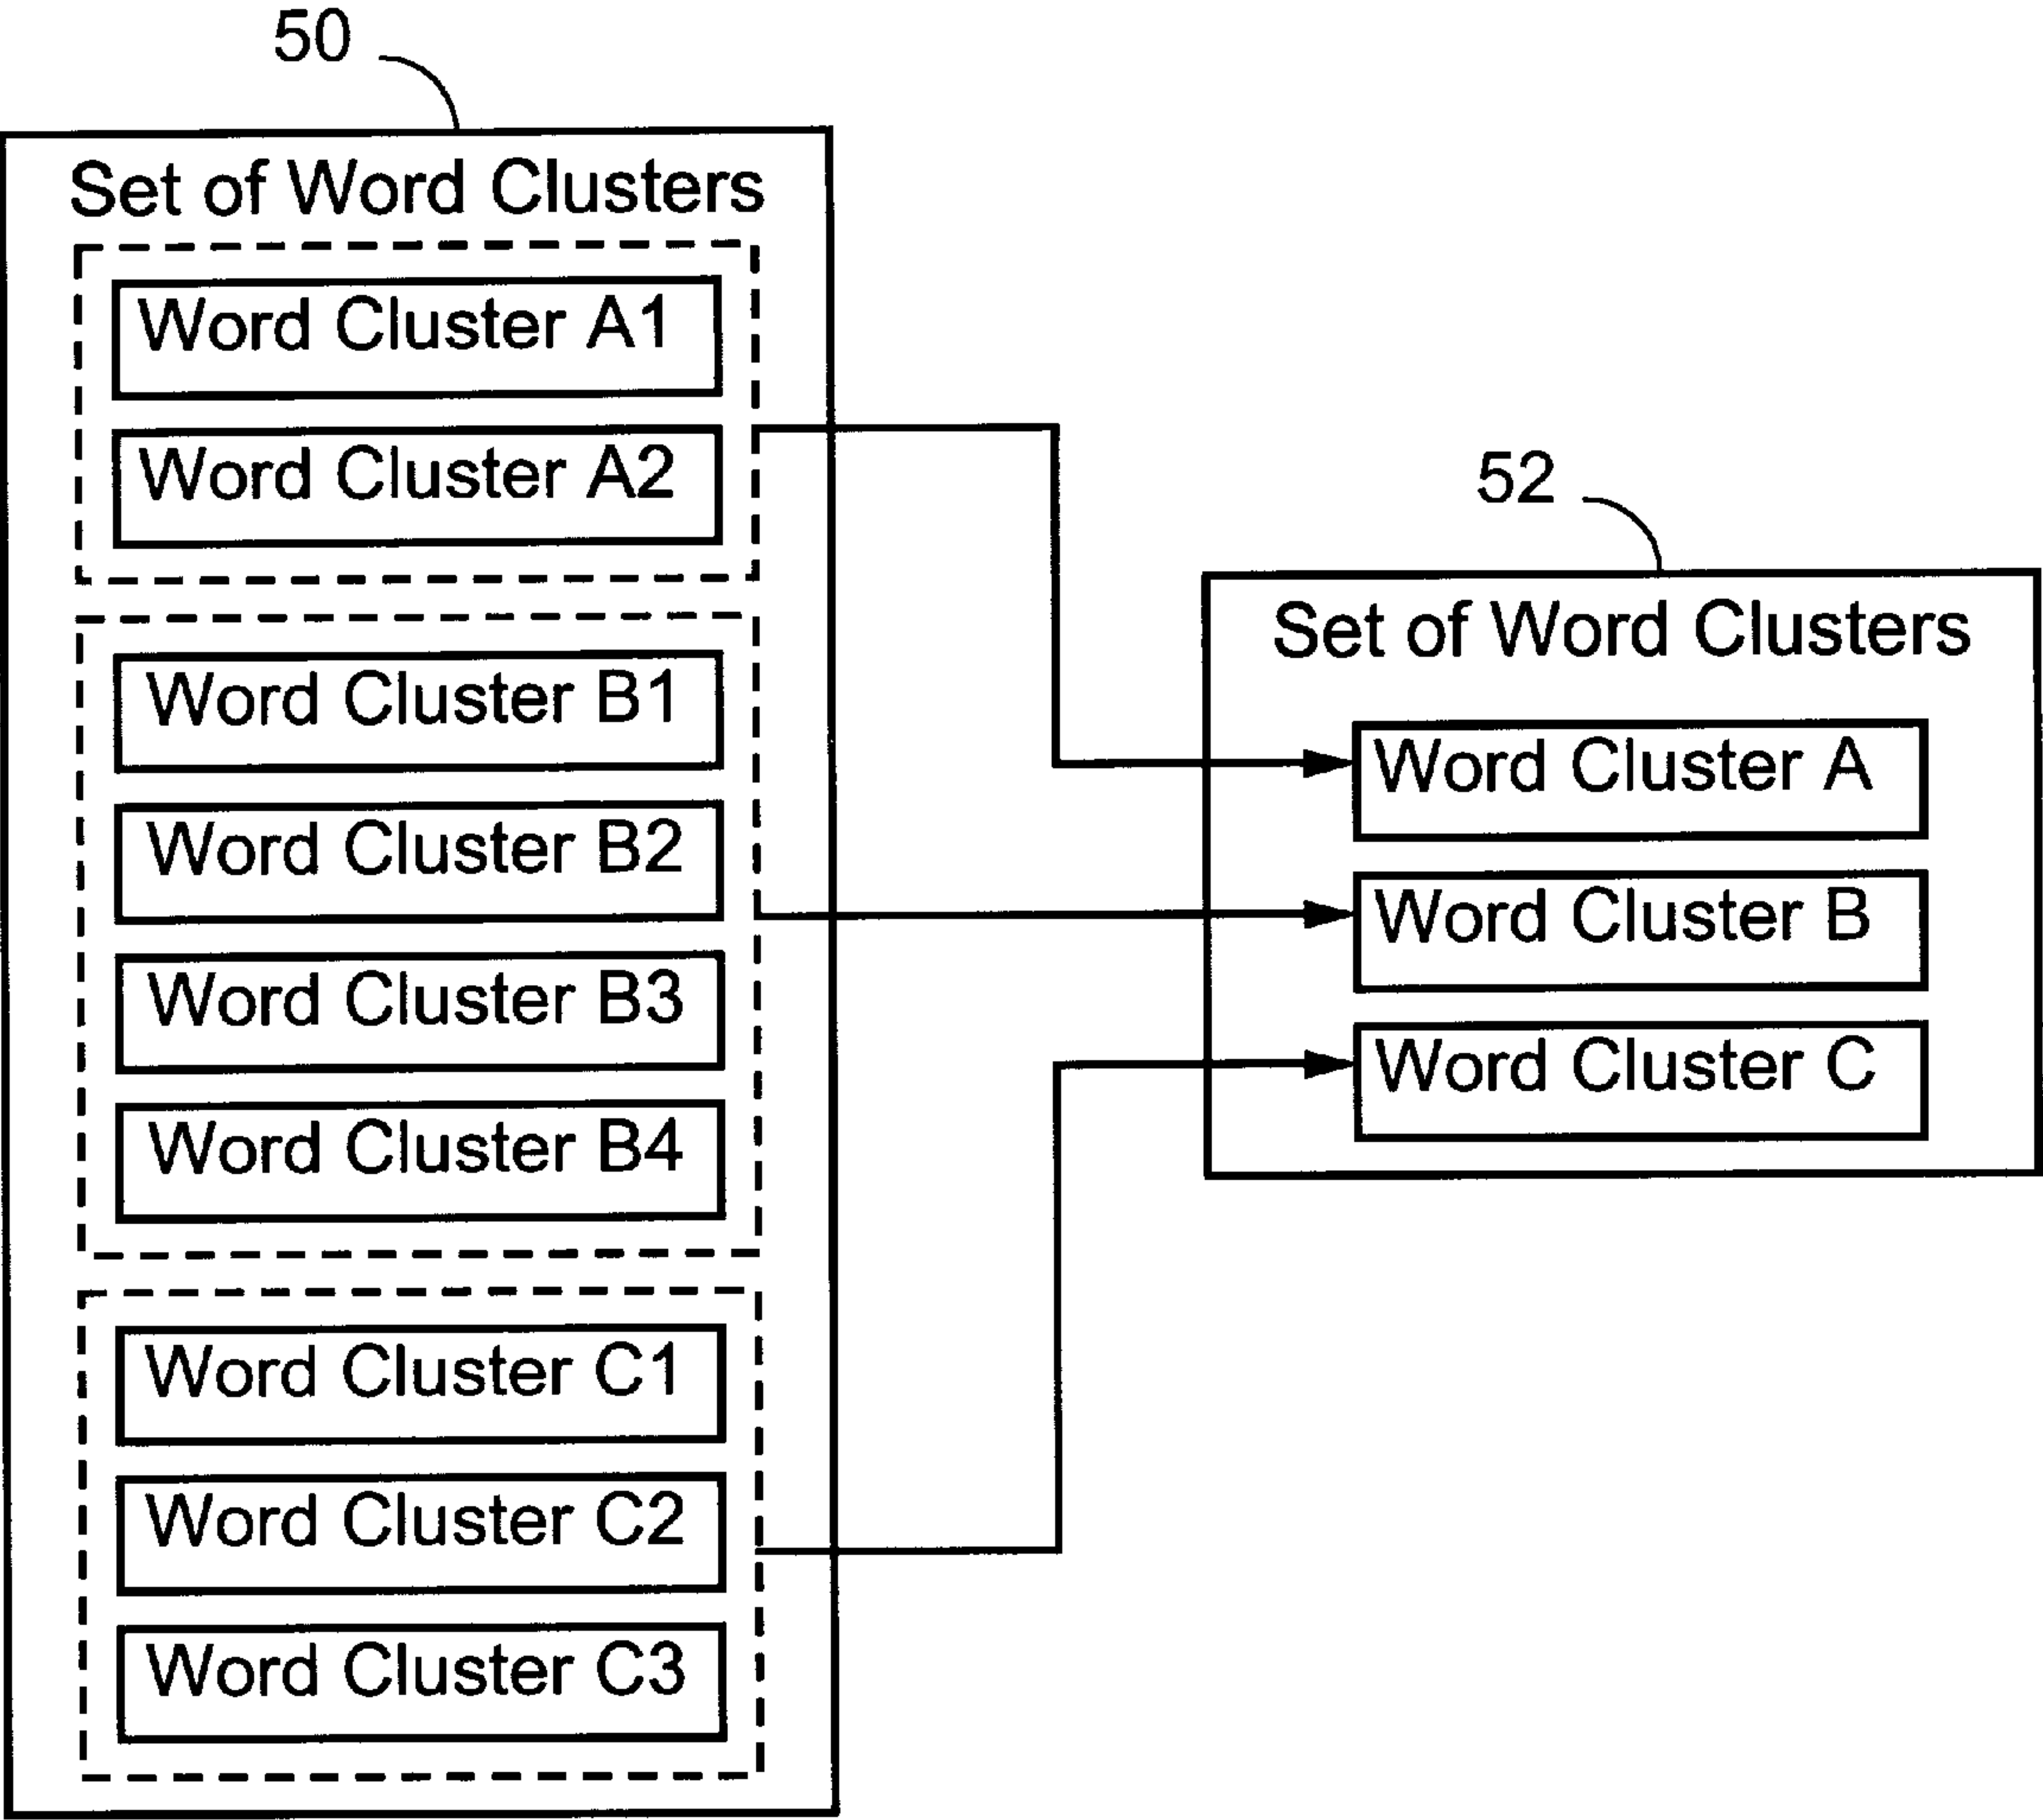 50
Set of Word Clusters
Word Cluster A1
Word Cluster A2
Word Cluster B1
Word Cluster B2
Word Cluster B3
Word Cluster B4
Word Cluster C1
Word Cluster C2
Word Cluster C3
52
Set of Word Clusters
Word Cluster A
Word Cluster B
Word Cluster C